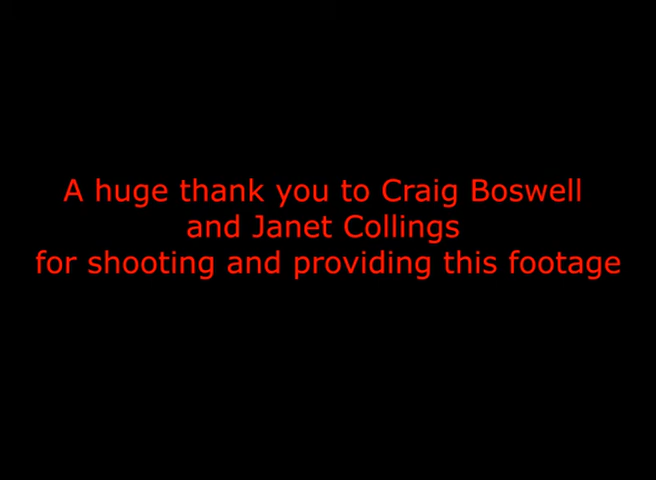 A huge thank you to Craig Boswell
and Janet Collings
for shooting and providing this footage